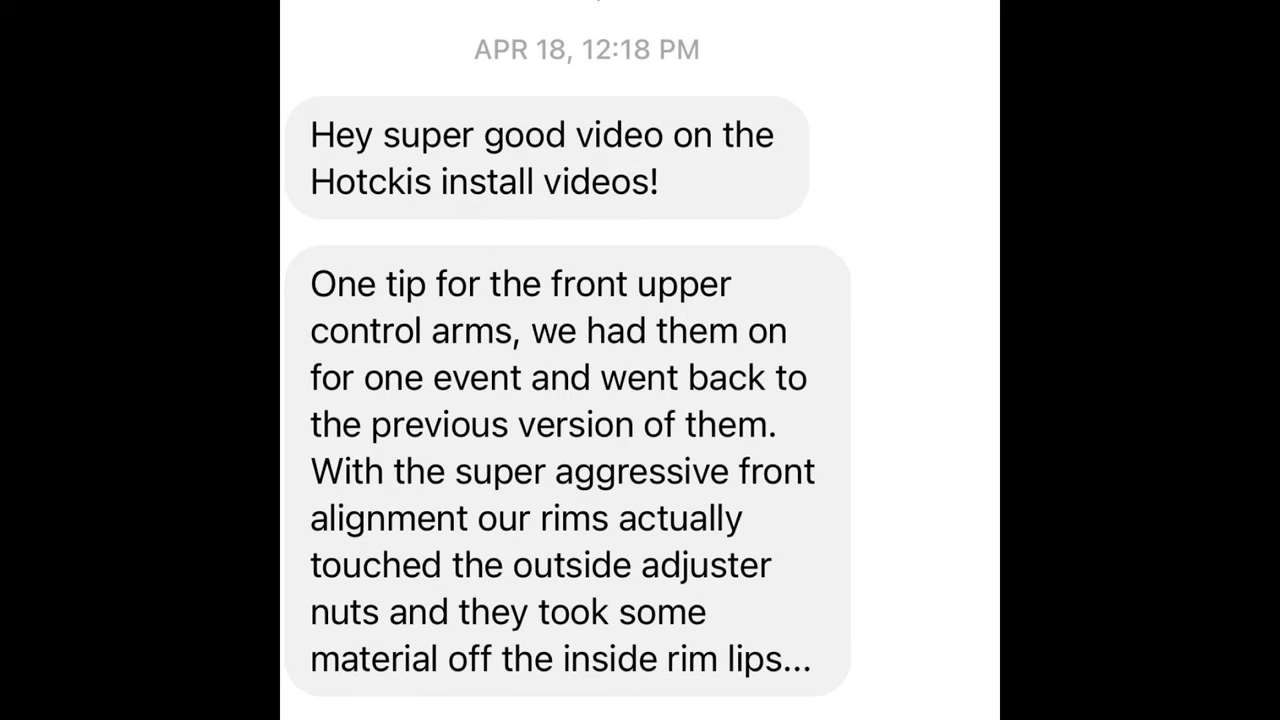 APR 18, 12:18 PM
Hey super good video on the
Hotckis install videos!
One tip for the front upper
control arms, we had them on
for one event and went back to
the previous version of them.
With the super aggressive front
alignment our rims actually
touched the outside adjuster
nuts and they took some
material off the inside rim lips...